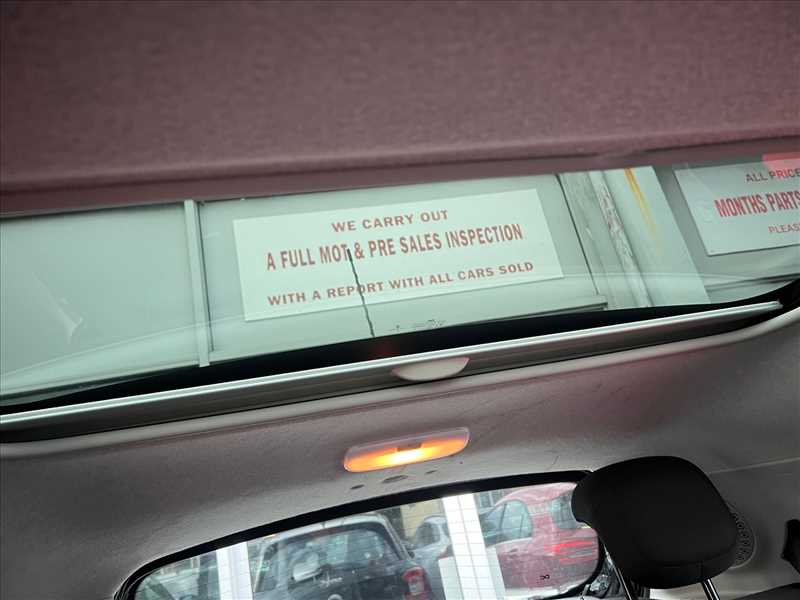 WE CARRY OUT
A FULL MOT & PRE SALES INSPECTION
WITH A REPORT WITH ALL CARS SOLD
ALL PRICE
MONTHS PARTS
PLEAS